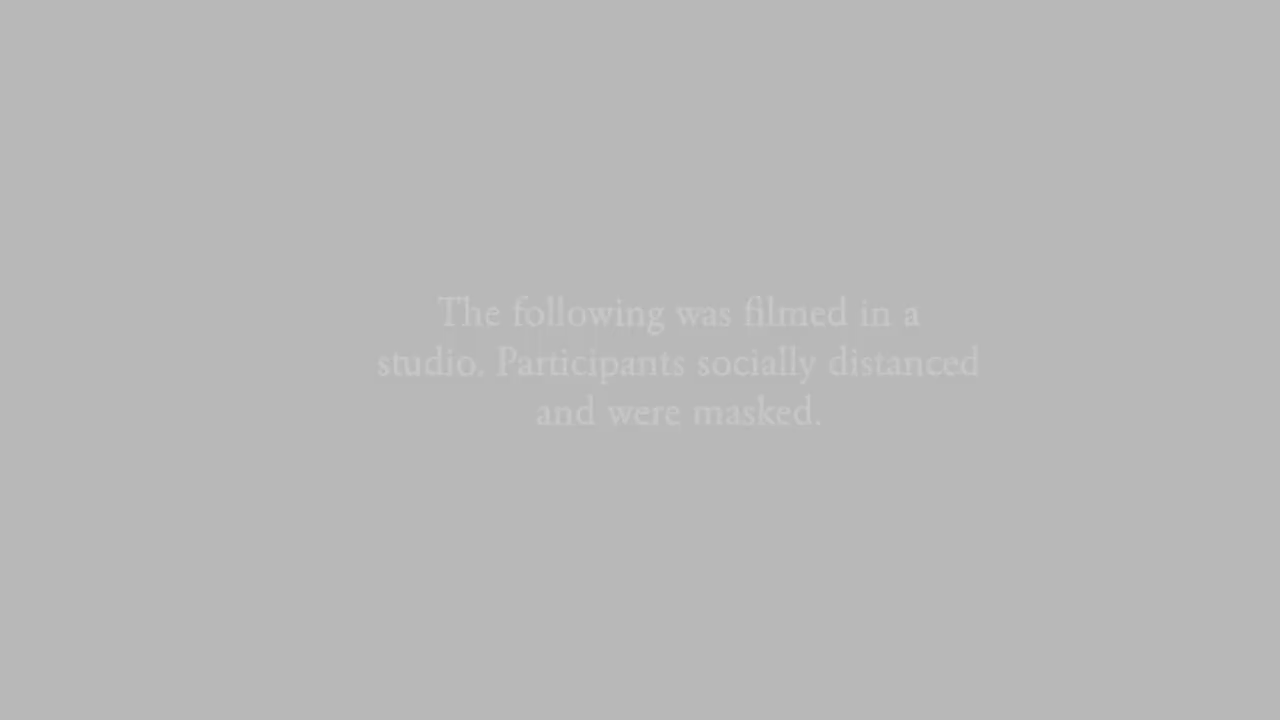 The following was filmed in a
studio. Participants socially distanced
and were masked.